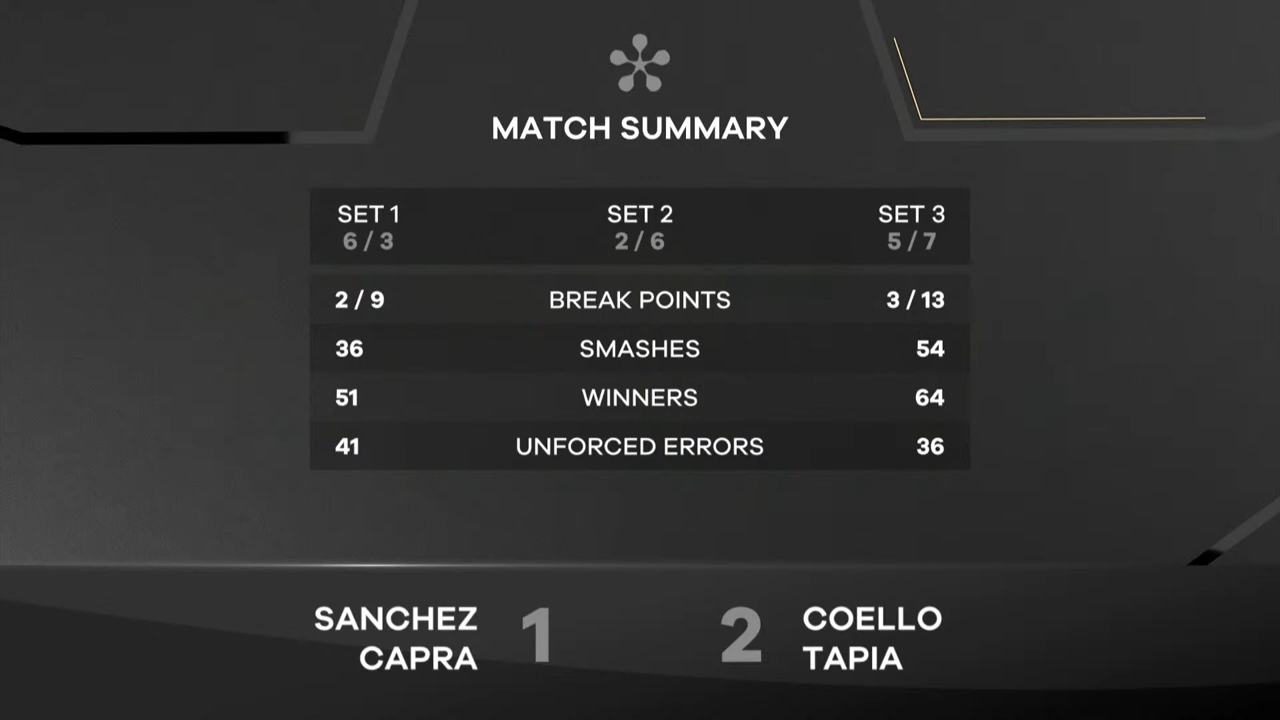 MATCH SUMMARY
SET 1 SET 2 SET 3
6 / 3 2 / 6 5 / 7
2 / 9 BREAK POINTS 3 / 13
36 SMASHES 54
51 WINNERS 64
41 UNFORCED ERRORS 36
SANCHEZ 1 2 COELLO
CAPRA TAPIA